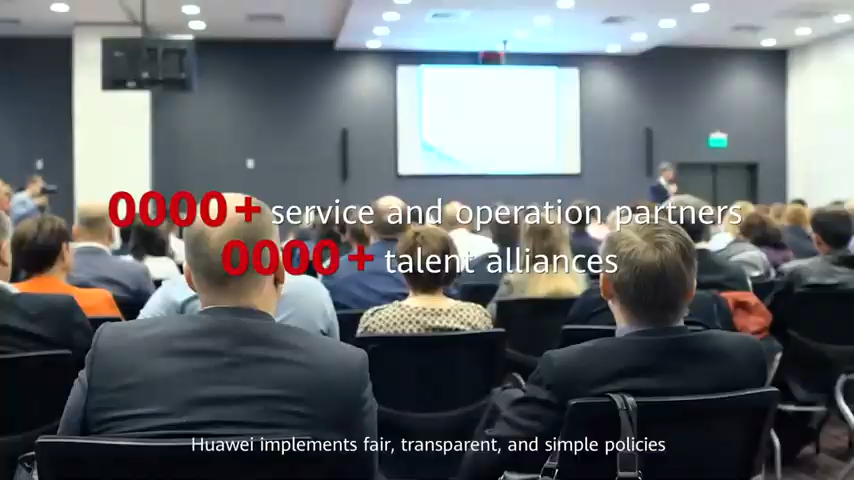 0000+ service and operation partners
0000+ talent alliances
Huawei implements fair, transparent, and simple policies